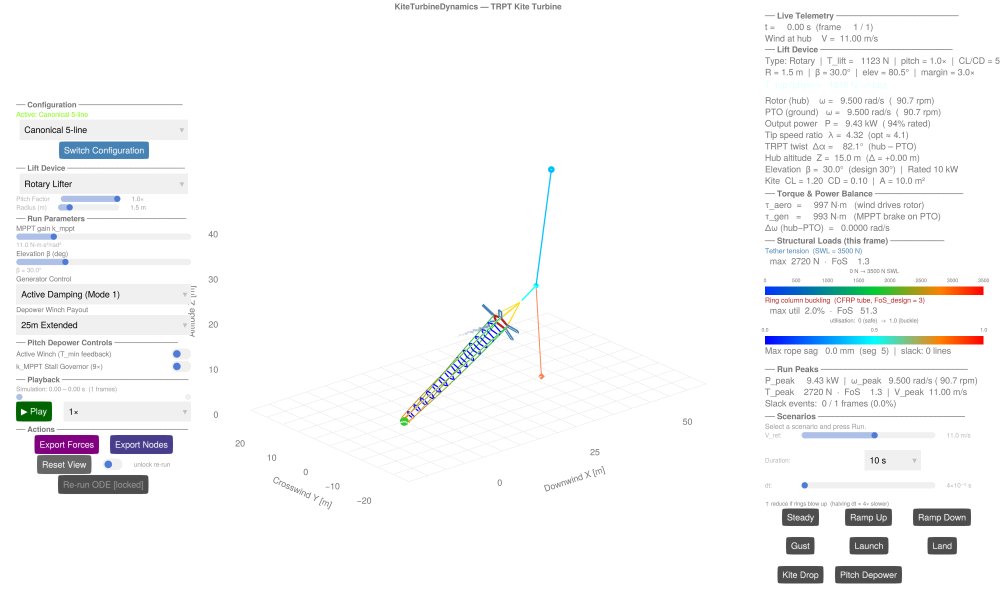 KiteTurbineDynamics — TRPT Kite Turbine
Configuration
Active: Canonical 5-line
Canonical 5-line
Switch Configuration
Lift Device
Rotary Lifter
Pitch Factor 1.0×
Radius (m) 1.5 m
Run Parameters
MPPT gain k_mppt
11.0 N·m·s²/rad²
Elevation β (deg)
β = 30.0°
Generator Control
Active Damping (Mode 1)
Depower Winch Payout
25m Extended
Pitch Depower Controls
Active Winch (T_min feedback)
k_MPPT Stall Governor (9×)
Playback
Simulation: 0.00 – 0.00 s (1 frames)
▶ Play 1×
Actions
Export Forces Export Nodes
Reset View unlock re-run
Re-run ODE [locked]
Altitude Z [m]
40
30
20
10
0
20
10
0
−10
−20
Crosswind Y [m]
0
25
50
Downwind X [m]
Live Telemetry
t = 0.00 s (frame 1 / 1)
Wind at hub V = 11.00 m/s
Lift Device
Type: Rotary | T_lift = 1123 N | pitch = 1.0× | CL/CD = 5
R = 1.5 m | β = 30.0° | elev = 80.5° | margin = 3.0×
T_top (phys) = 1818 N ✓ taut
Rotor (hub) ω = 9.500 rad/s ( 90.7 rpm)
PTO (ground) ω = 9.500 rad/s ( 90.7 rpm)
Output power P = 9.43 kW ( 94% rated)
Tip speed ratio λ = 4.32 (opt ≈ 4.1)
TRPT twist Δα = 82.1° (hub – PTO)
Hub altitude Z = 15.0 m (Δ = +0.00 m)
Elevation β = 30.0° (design 30°) | Rated 10 kW
Kite CL = 1.20 CD = 0.10 | A = 10.0 m²
Torque & Power Balance
τ_aero = 997 N·m (wind drives rotor)
τ_gen = 993 N·m (MPPT brake on PTO)
Δω (hub−PTO) = 0.0000 rad/s
Structural Loads (this frame)
Tether tension (SWL = 3500 N)
max 2720 N · FoS 1.3
0 N → 3500 N SWL
0 500 1000 1500 2000 2500 3000 3500
Ring column buckling (CFRP tube, FoS_design = 3)
max util 2.0% · FoS 51.3
utilisation: 0 (safe) → 1.0 (buckle)
0.0 0.5 1.0
Max rope sag 0.0 mm (seg 5) | slack: 0 lines
Run Peaks
P_peak 9.43 kW | ω_peak 9.500 rad/s ( 90.7 rpm)
T_peak 2720 N · FoS 1.3 | V_peak 11.00 m/s
Slack events: 0 / 1 frames (0.0%)
Scenarios
Select a scenario and press Run.
V_ref: 11.0 m/s
Duration: 10 s
dt: 4×10⁻⁵ s
↑ reduce if rings blow up (halving dt ≈ 4× slower)
Steady Ramp Up Ramp Down
Gust Launch Land
Kite Drop Pitch Depower